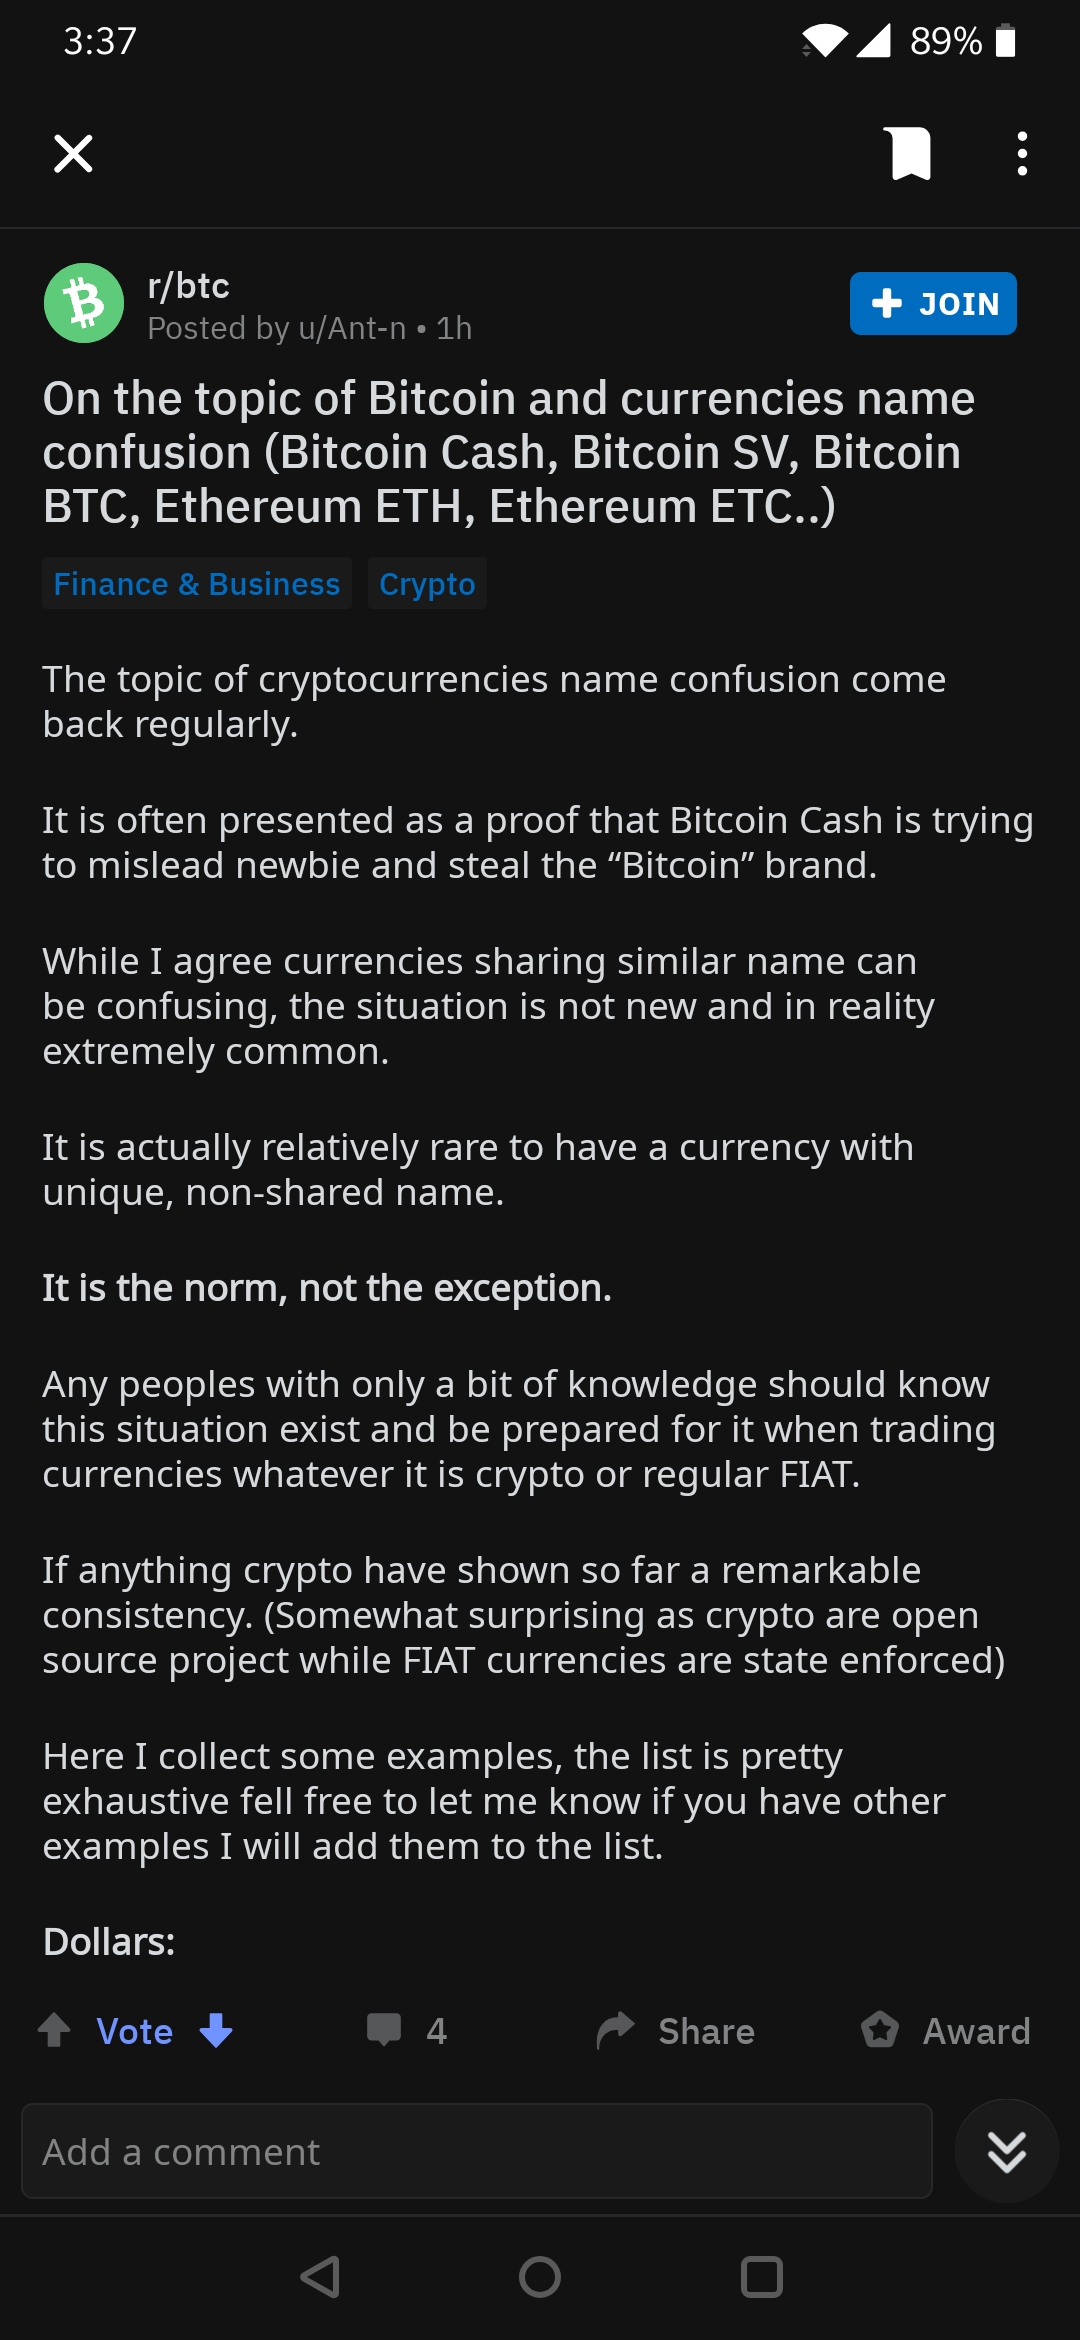 3:37
89%
r/btc
JOIN
Posted by u/Ant-n • 1h
On the topic of Bitcoin and currencies name
confusion (Bitcoin Cash, Bitcoin SV, Bitcoin
BTC, Ethereum ETH, Ethereum ETC..)
Finance & Business Crypto
The topic of cryptocurrencies name confusion come
back regularly.
It is often presented as a proof that Bitcoin Cash is trying
to mislead newbie and steal the “Bitcoin” brand.
While I agree currencies sharing similar name can
be confusing, the situation is not new and in reality
extremely common.
It is actually relatively rare to have a currency with
unique, non-shared name.
It is the norm, not the exception.
Any peoples with only a bit of knowledge should know
this situation exist and be prepared for it when trading
currencies whatever it is crypto or regular FIAT.
If anything crypto have shown so far a remarkable
consistency. (Somewhat surprising as crypto are open
source project while FIAT currencies are state enforced)
Here I collect some examples, the list is pretty
exhaustive fell free to let me know if you have other
examples I will add them to the list.
Dollars:
Vote 4 Share Award
Add a comment